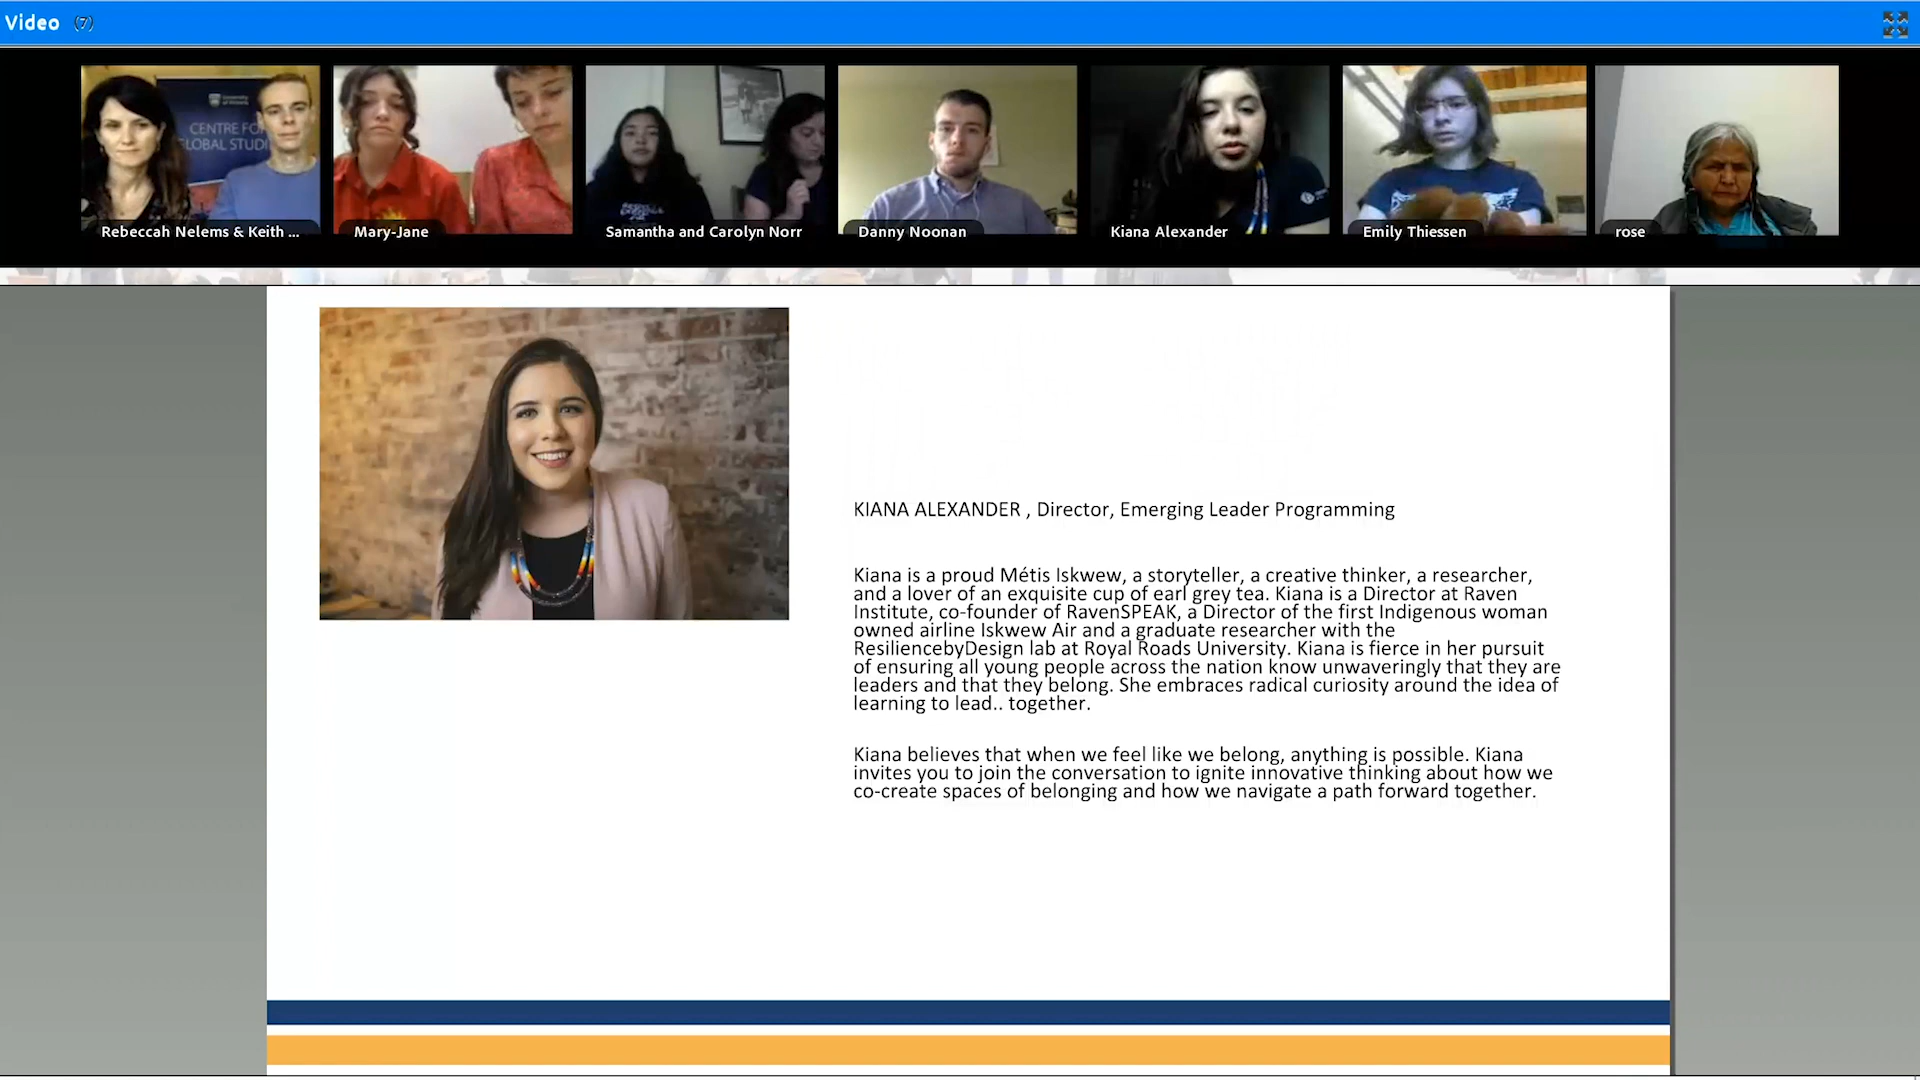 Video (7)
University of Victoria
CENTRE FOR
GLOBAL STUDI
Rebeccah Nelems & Keith ...
Mary-Jane
Samantha and Carolyn Norr
Danny Noonan
Kiana Alexander
Emily Thiessen
rose
KIANA ALEXANDER , Director, Emerging Leader Programming
Kiana is a proud Métis Iskwew, a storyteller, a creative thinker, a researcher,
and a lover of an exquisite cup of earl grey tea. Kiana is a Director at Raven
Institute, co-founder of RavenSPEAK, a Director of the first Indigenous woman
owned airline Iskwew Air and a graduate researcher with the
ResiliencebyDesign lab at Royal Roads University. Kiana is fierce in her pursuit
of ensuring all young people across the nation know unwaveringly that they are
leaders and that they belong. She embraces radical curiosity around the idea of
learning to lead.. together.
Kiana believes that when we feel like we belong, anything is possible. Kiana
invites you to join the conversation to ignite innovative thinking about how we
co-create spaces of belonging and how we navigate a path forward together.